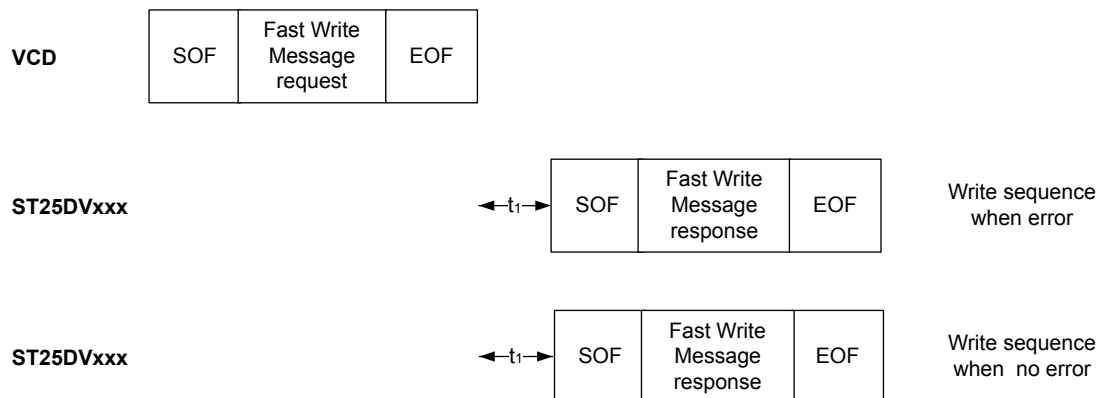 VCD
SOF
Fast Write
Message
request
EOF
ST25DVxxx
t1
SOF
Fast Write
Message
response
EOF
Write sequence
when error
ST25DVxxx
t1
SOF
Fast Write
Message
response
EOF
Write sequence
when no error